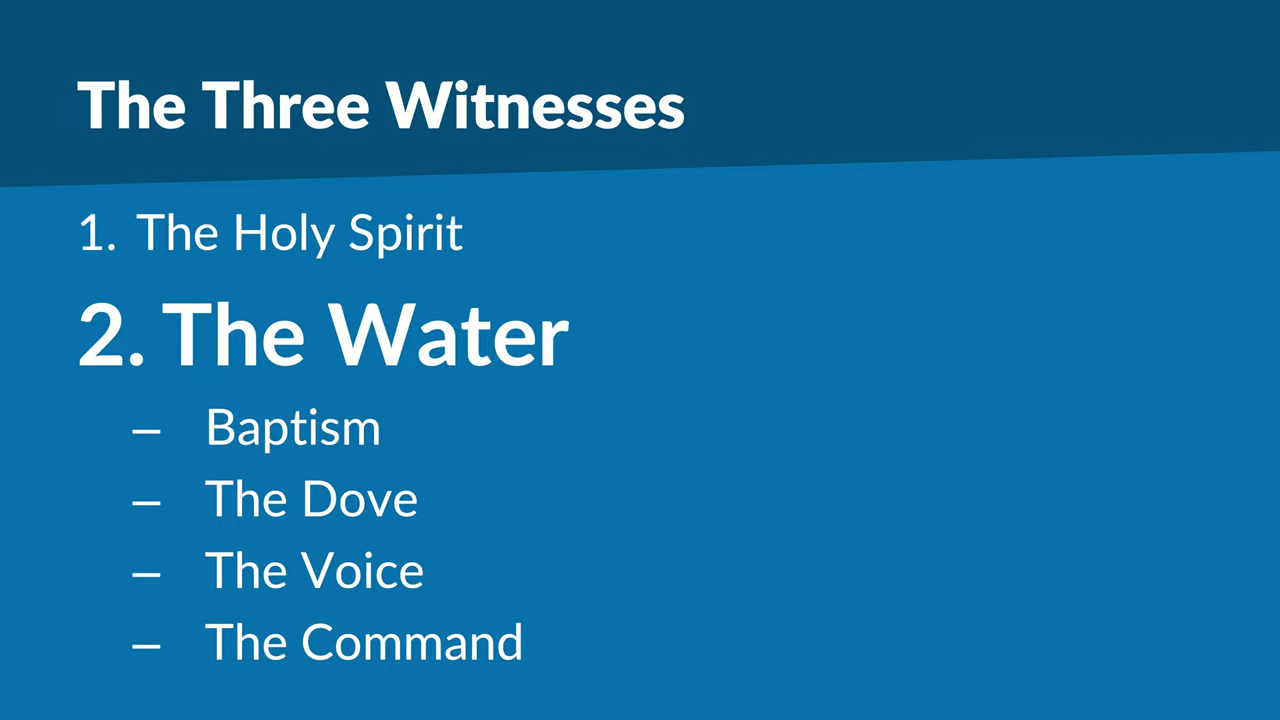 The Three Witnesses
1. The Holy Spirit
2. The Water
– Baptism
– The Dove
– The Voice
– The Command